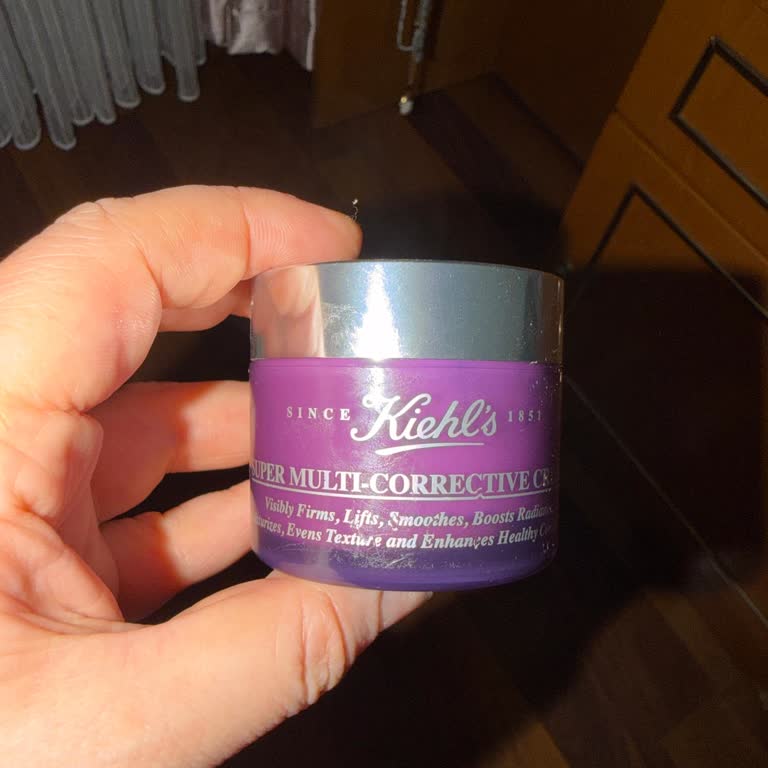 SINCE Kiehl's 1851
SUPER MULTI-CORRECTIVE
Visibly Firms, Lifts, Smoothes, Boosts
Evens Texture and Enhances Healthy